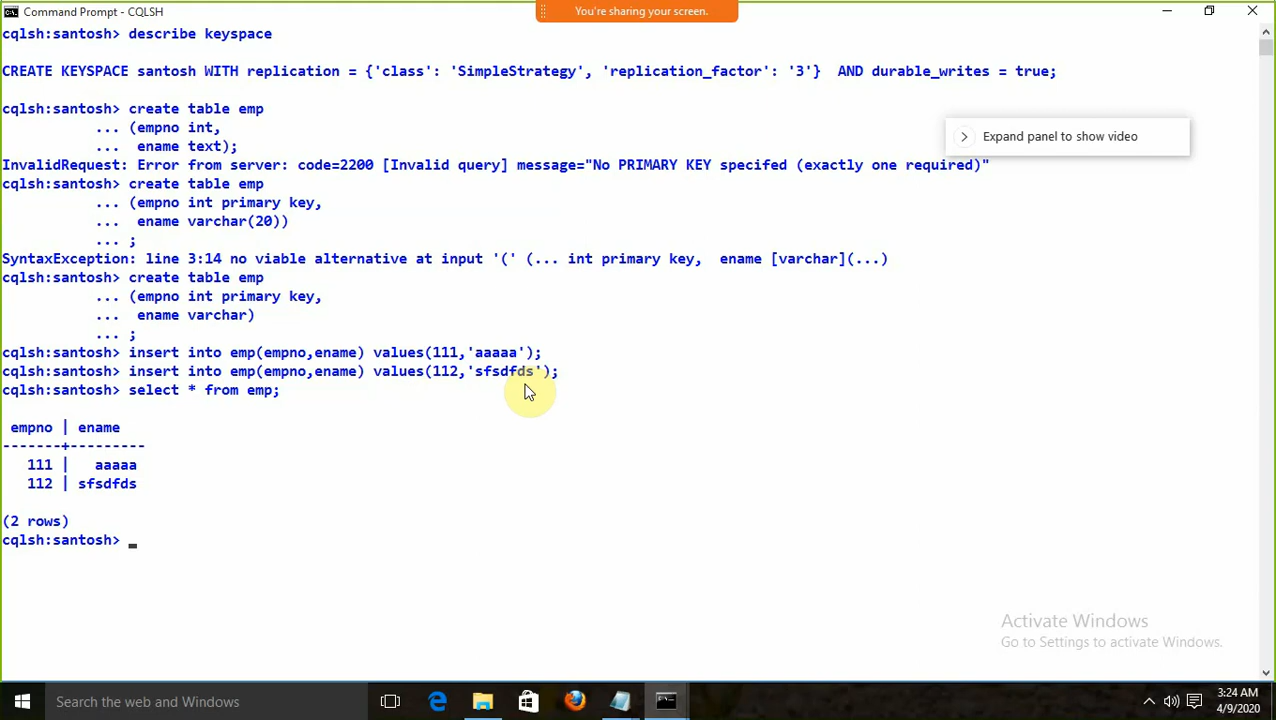 Command Prompt - CQLSH
You're sharing your screen.
cqlsh:santosh> describe keyspace
CREATE KEYSPACE santosh WITH replication = {'class': 'SimpleStrategy', 'replication_factor': '3'}  AND durable_writes = true;
cqlsh:santosh> create table emp
           ... (empno int,
           ...  ename text);
Expand panel to show video
InvalidRequest: Error from server: code=2200 [Invalid query] message="No PRIMARY KEY specifed (exactly one required)"
cqlsh:santosh> create table emp
           ... (empno int primary key,
           ...  ename varchar(20))
           ... ;
SyntaxException: line 3:14 no viable alternative at input '(' (... int primary key,  ename [varchar](...)
cqlsh:santosh> create table emp
           ... (empno int primary key,
           ...  ename varchar)
           ... ;
cqlsh:santosh> insert into emp(empno,ename) values(111,'aaaaa');
cqlsh:santosh> insert into emp(empno,ename) values(112,'sfsdfds');
cqlsh:santosh> select * from emp;
 empno | ename
-------+---------
   111 |   aaaaa
   112 | sfsdfds
(2 rows)
cqlsh:santosh> _
Activate Windows
Go to Settings to activate Windows.
Search the web and Windows
3:24 AM
4/9/2020